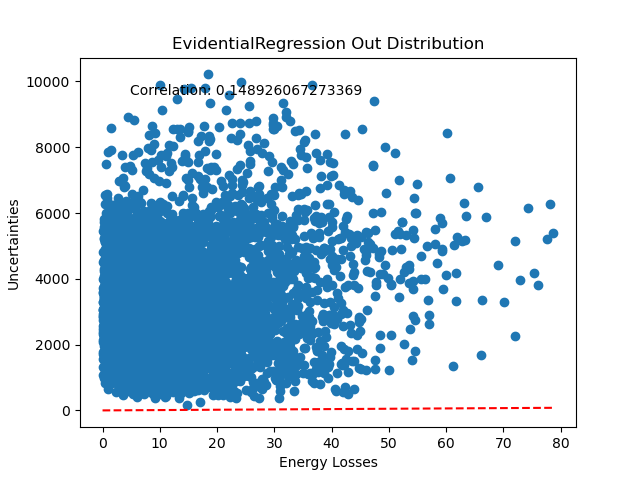 EvidentialRegression Out Distribution
Correlation: 0.148926067273369
Uncertainties
10000
8000
6000
4000
2000
0
0 10 20 30 40 50 60 70 80
Energy Losses